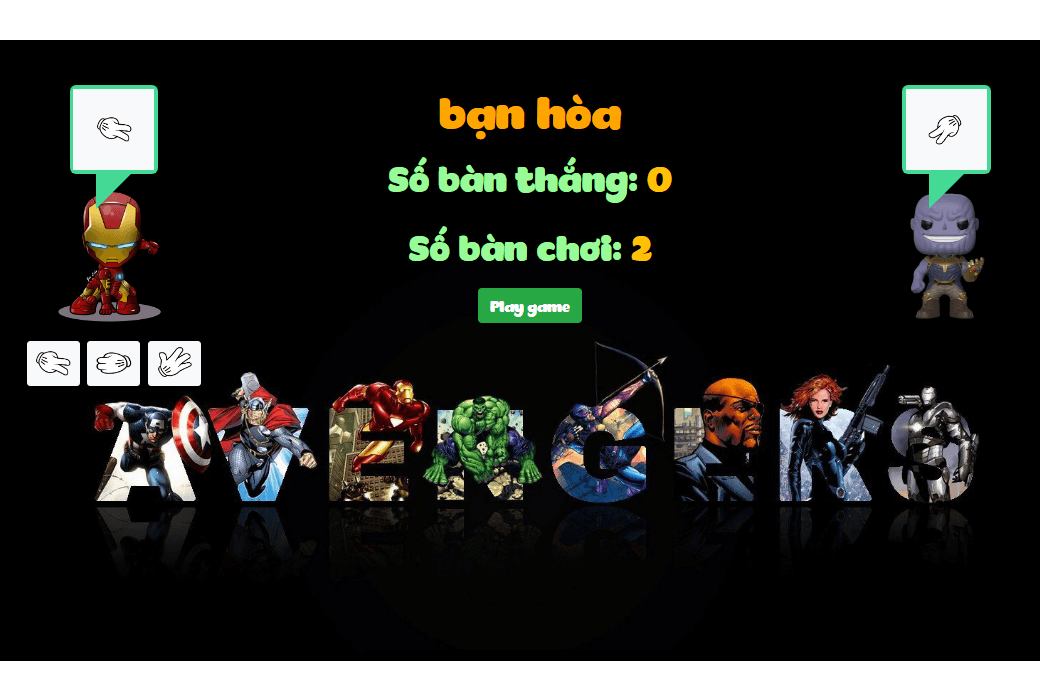 bạn hòa
Số bàn thắng: 0
Số bàn chơi: 2
Play game
AVENGERS